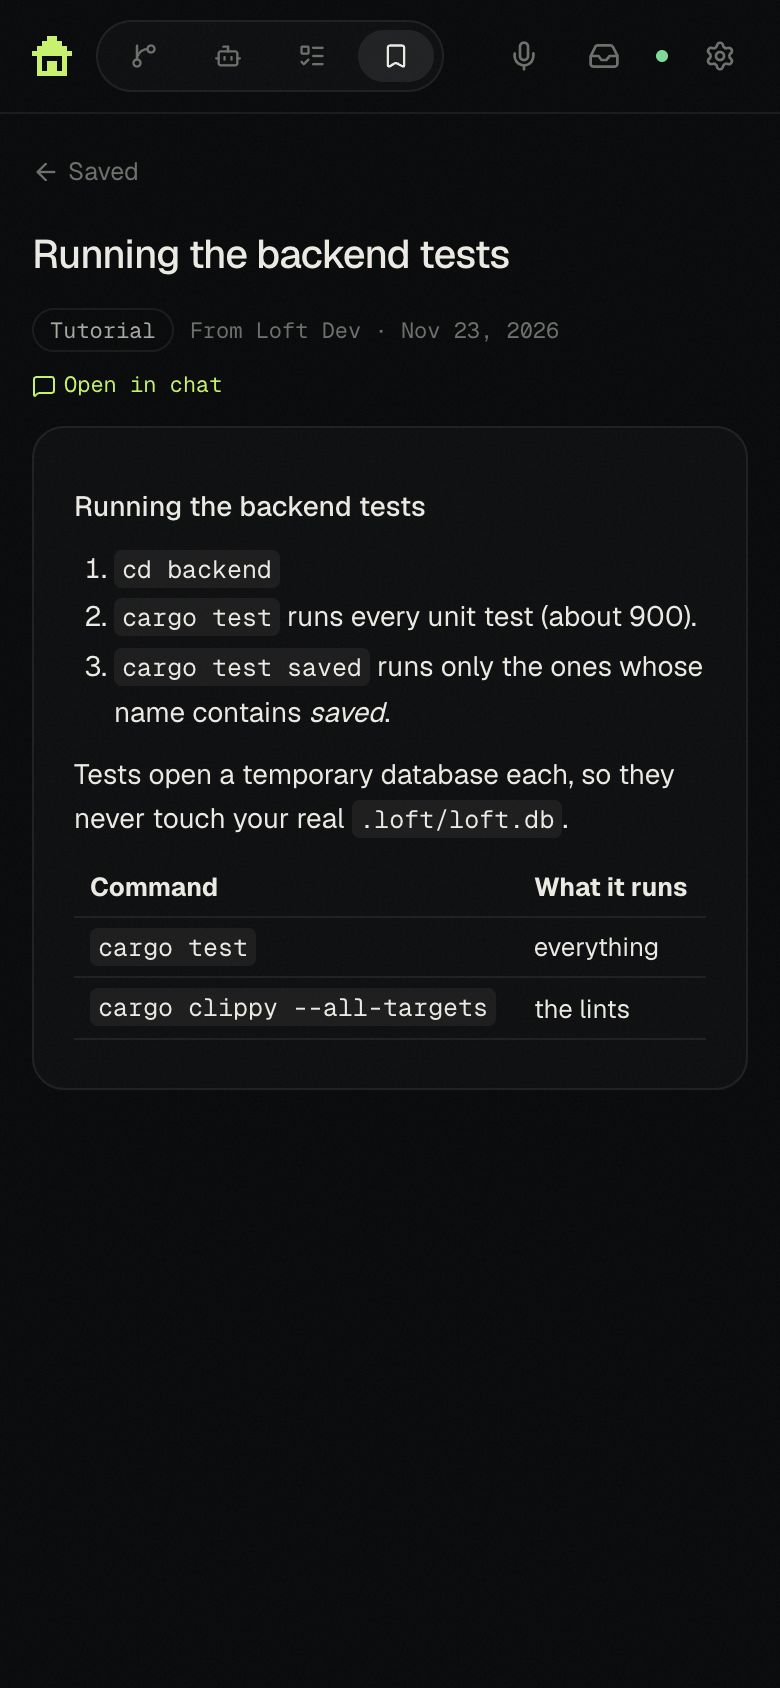 Saved
Running the backend tests
Tutorial From Loft Dev · Nov 23, 2026
Open in chat
Running the backend tests
1. cd backend
2. cargo test runs every unit test (about 900).
3. cargo test saved runs only the ones whose
name contains saved.
Tests open a temporary database each, so they
never touch your real .loft/loft.db.
Command What it runs
cargo test everything
cargo clippy --all-targets the lints